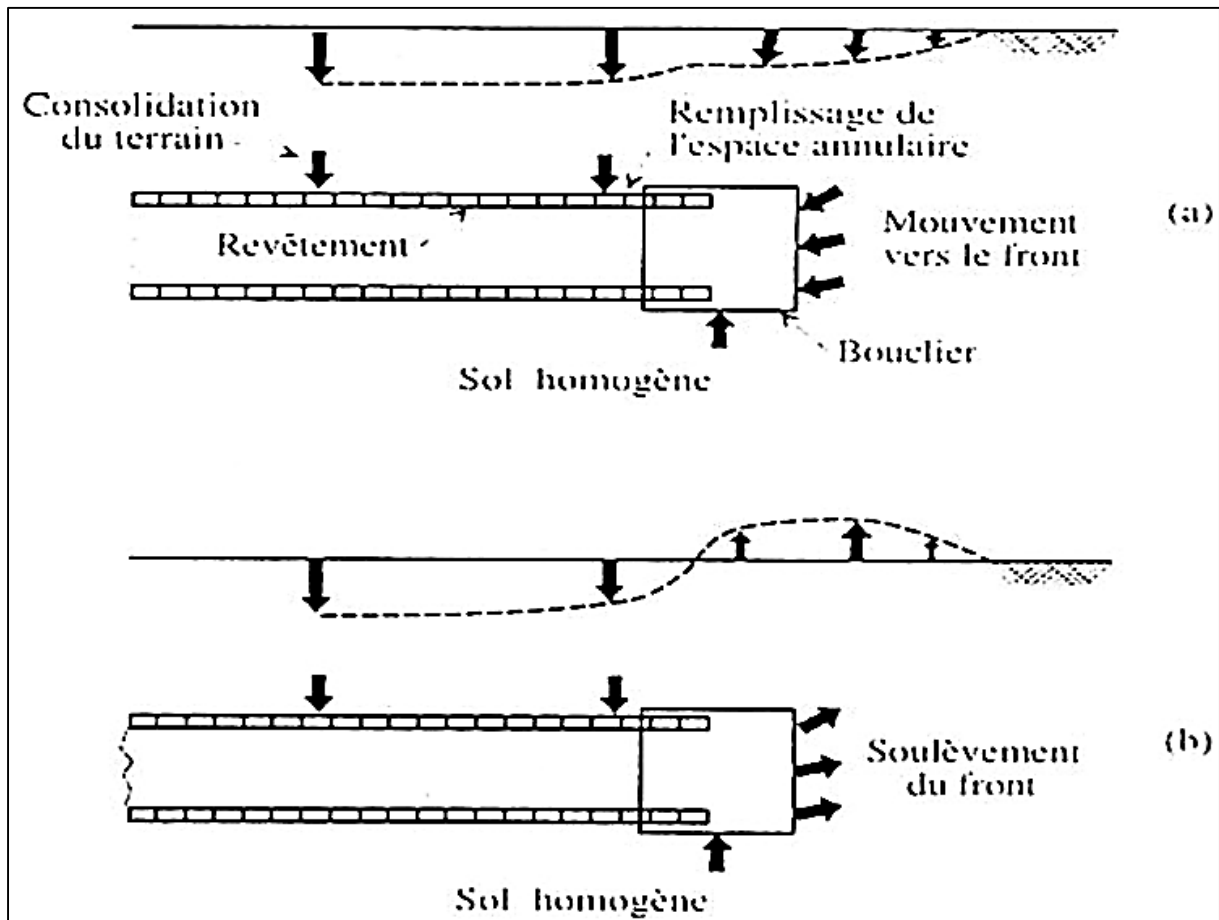 Consolidation
du terrain
Remplissage de
l'espace annulaire
Revêtement
Mouvement
vers le front
(a)
Bouclier
Sol homogène
Soulèvement
du front
(b)
Sol homogène